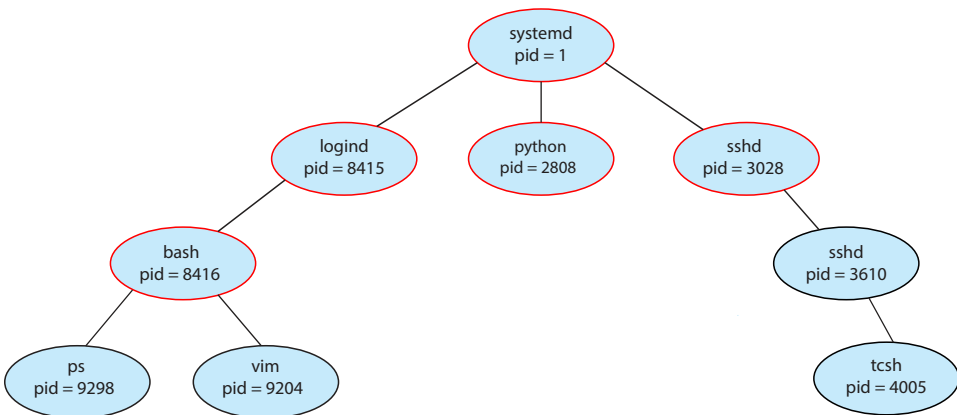 systemd
pid = 1
logind
pid = 8415
python
pid = 2808
sshd
pid = 3028
bash
pid = 8416
sshd
pid = 3610
ps
pid = 9298
vim
pid = 9204
tcsh
pid = 4005